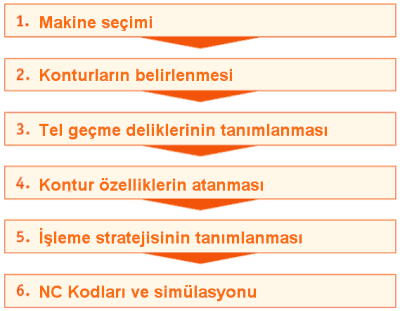 1. Makine seçimi
2. Konturların belirlenmesi
3. Tel geçme deliklerinin tanımlanması
4. Kontur özelliklerin atanması
5. İşleme stratejisinin tanımlanması
6. NC Kodları ve simülasyonu